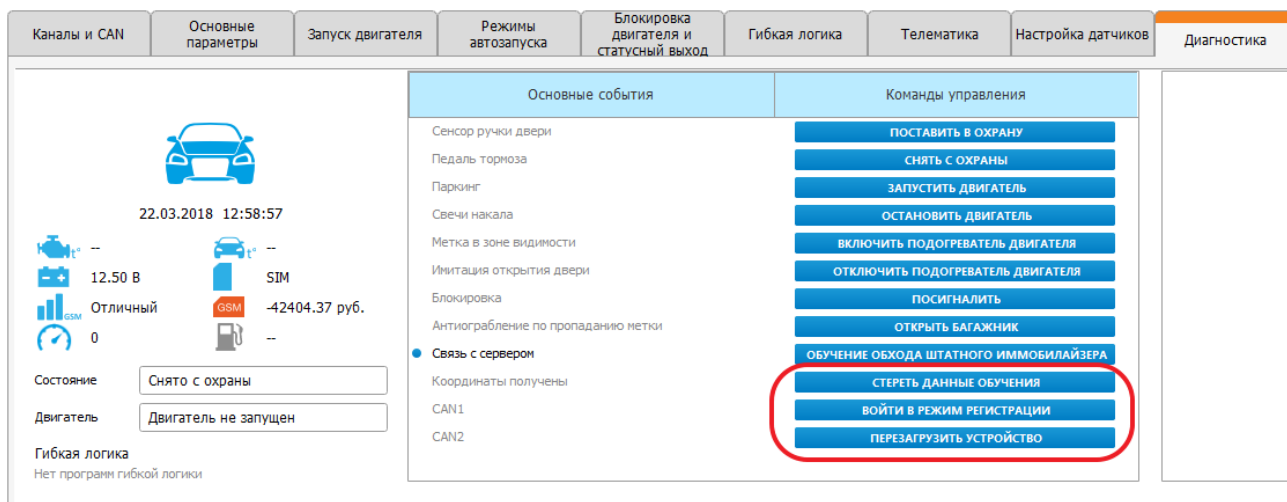 Каналы и CAN
Основные
параметры
Запуск двигателя
Режимы
автозапуска
Блокировка
двигателя и
статусный выход
Гибкая логика
Телематика
Настройка датчиков
Диагностика
22.03.2018 12:58:57
t° --
t° --
12.50 В
SIM
GSM Отличный
GSM -42404.37 руб.
0
--
Состояние Снято с охраны
Двигатель Двигатель не запущен
Гибкая логика
Нет программ гибкой логики
Основные события
Команды управления
Сенсор ручки двери
ПОСТАВИТЬ В ОХРАНУ
Педаль тормоза
СНЯТЬ С ОХРАНЫ
Паркинг
ЗАПУСТИТЬ ДВИГАТЕЛЬ
Свечи накала
ОСТАНОВИТЬ ДВИГАТЕЛЬ
Метка в зоне видимости
ВКЛЮЧИТЬ ПОДОГРЕВАТЕЛЬ ДВИГАТЕЛЯ
Имитация открытия двери
ОТКЛЮЧИТЬ ПОДОГРЕВАТЕЛЬ ДВИГАТЕЛЯ
Блокировка
ПОСИГНАЛИТЬ
Антиограбление по пропаданию метки
ОТКРЫТЬ БАГАЖНИК
Связь с сервером
ОБУЧЕНИЕ ОБХОДА ШТАТНОГО ИММОБИЛАЙЗЕРА
Координаты получены
СТЕРЕТЬ ДАННЫЕ ОБУЧЕНИЯ
CAN1
ВОЙТИ В РЕЖИМ РЕГИСТРАЦИИ
CAN2
ПЕРЕЗАГРУЗИТЬ УСТРОЙСТВО